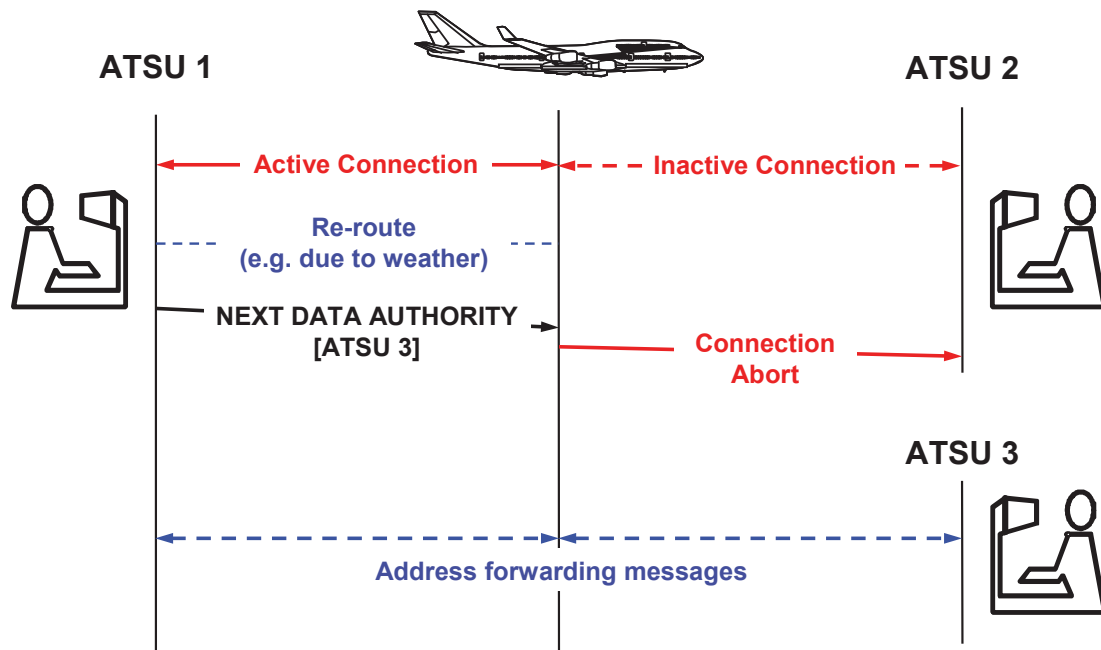 ATSU 1
ATSU 2
Active Connection
Inactive Connection
Re-route
(e.g. due to weather)
NEXT DATA AUTHORITY
[ATSU 3]
Connection
Abort
ATSU 3
Address forwarding messages